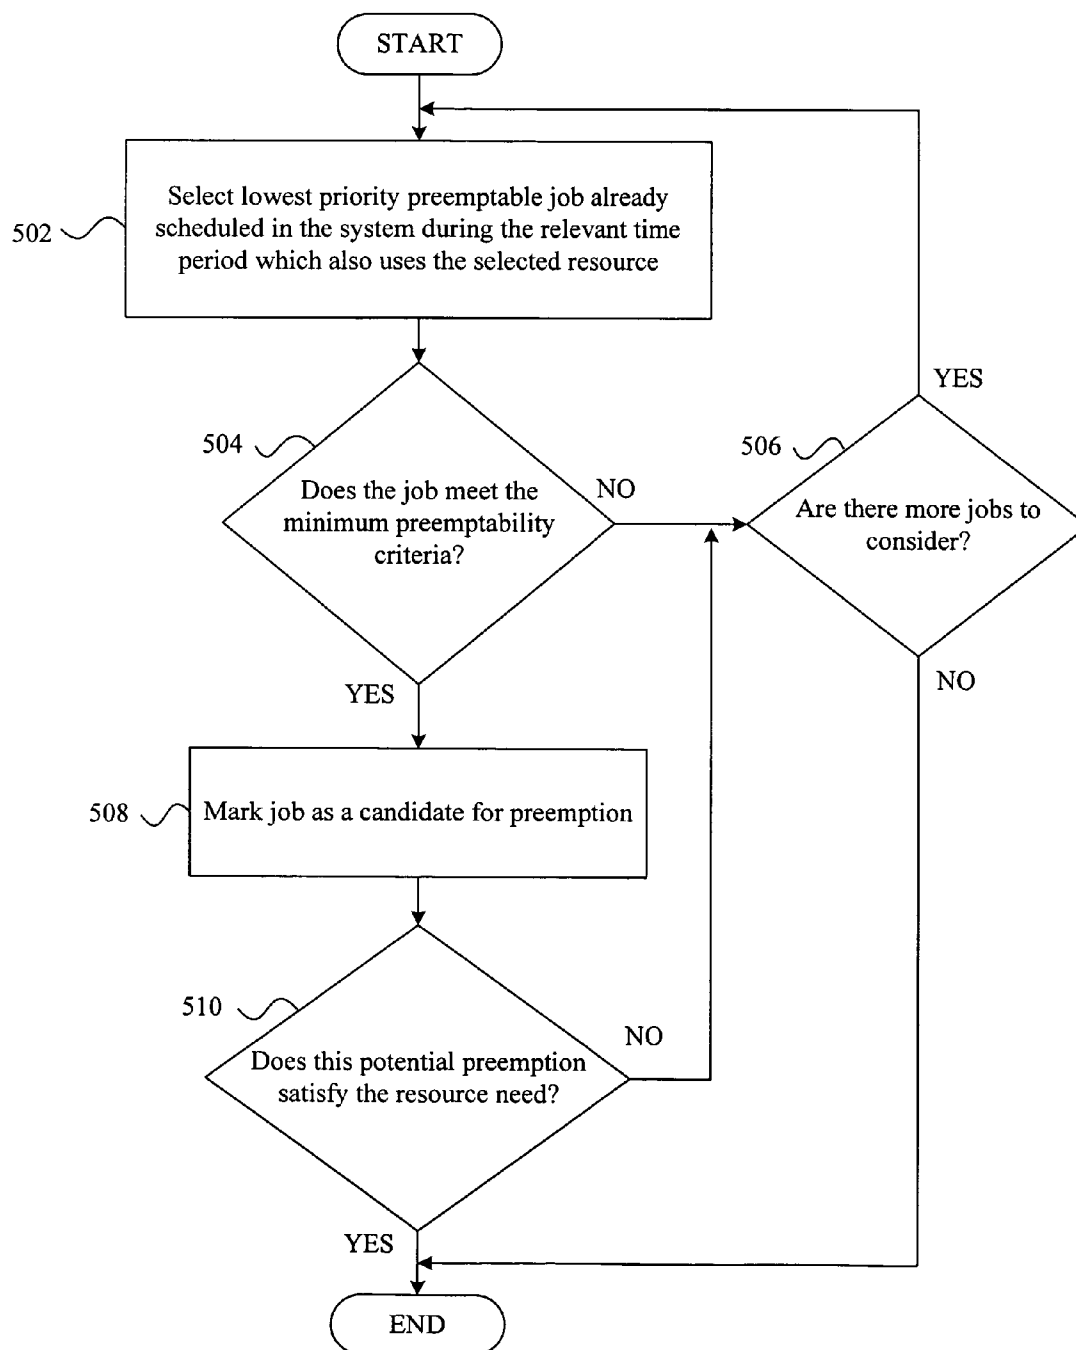 START
502
Select lowest priority preemptable job already
scheduled in the system during the relevant time
period which also uses the selected resource
YES
504
506
Does the job meet the
minimum preemptability
criteria?
NO
Are there more jobs to
consider?
YES
NO
508
Mark job as a candidate for preemption
510
NO
Does this potential preemption
satisfy the resource need?
YES
END